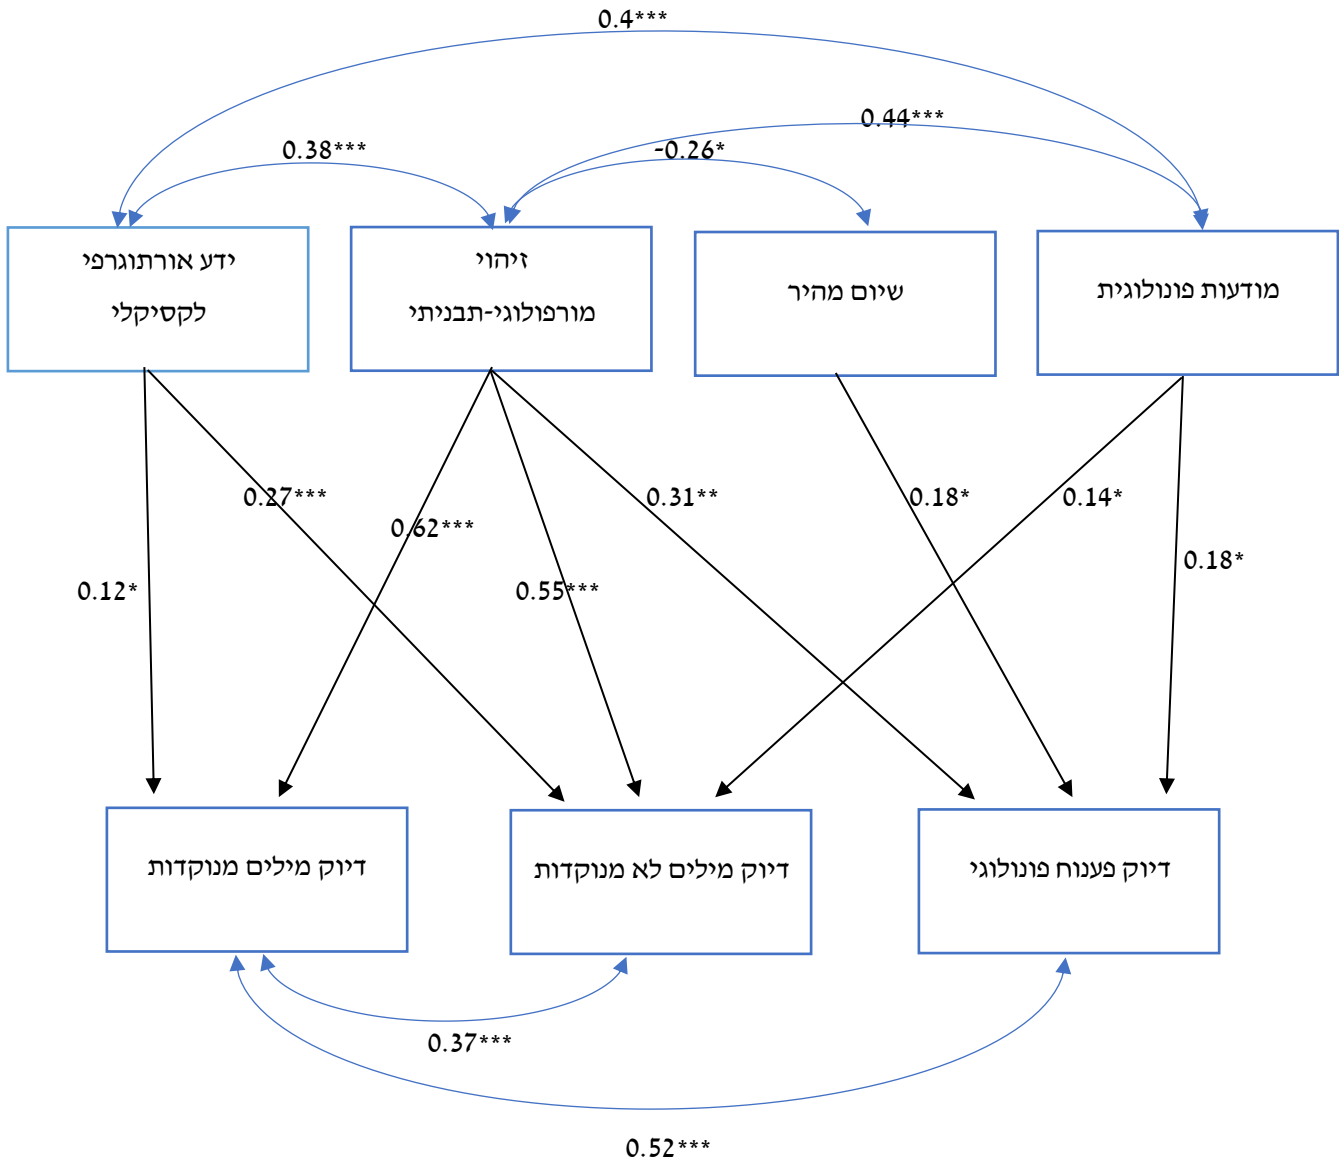 0.4***
0.44***
0.38***
-0.26*
מודעות פונולוגית
שיום מהיר
זיהוי
מורפולוגי-תבניתי
ידע אורתוגרפי
לקסיקלי
0.27***
0.31**
0.18*
0.14*
0.62***
0.18*
0.12*
0.55***
דיוק פענוח פונולוגי
דיוק מילים לא מנוקדות
דיוק מילים מנוקדות
0.37***
0.52***